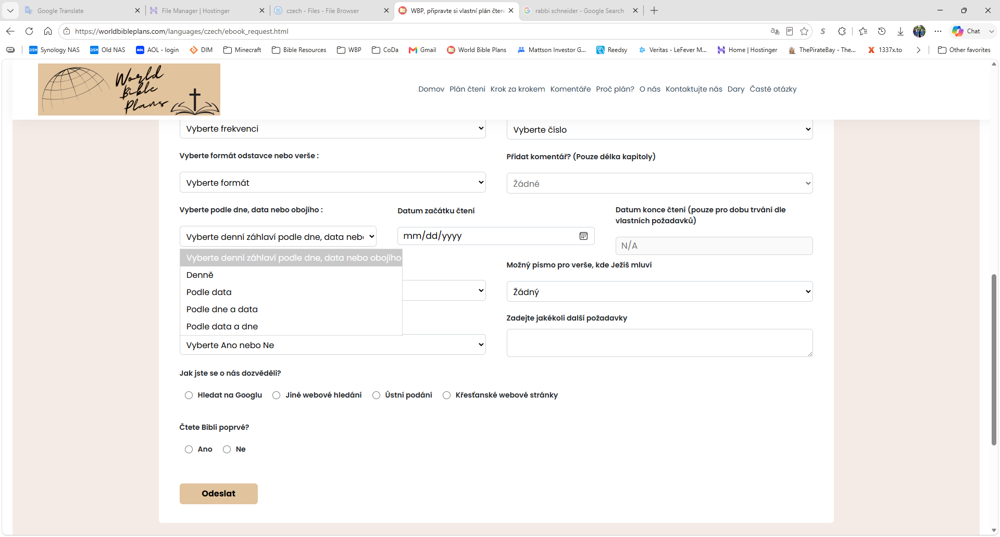 Google Translate
File Manager | Hostinger
czech - Files - File Browser
WBP, připravte si vlastní plán čtení
rabbi schneider - Google Search
https://worldbibleplans.com/languages/czech/ebook_request.html
Chat
Synology NAS
Old NAS
AOL - login
DIM
Minecraft
Bible Resources
WBP
CoDa
Gmail
World Bible Plans
Mattson Investor G...
Reedsy
Veritas - LeFever M...
Home | Hostinger
ThePirateBay - The...
1337x.to
Other favorites
World
Bible
Plans
Domov Plán čtení Krok za krokem Komentáře Proč plán? O nás Kontaktujte nás Dary Časté otázky
Vyberte frekvenci
Vyberte číslo
Vyberte formát odstavce nebo verše :
Přidat komentář? (Pouze délka kapitoly)
Vyberte formát
Žádné
Vyberte podle dne, data nebo obojího :
Datum začátku čtení
Datum konce čtení (pouze pro dobu trvání dle
vlastních požadavků)
Vyberte denní záhlaví podle dne, data nebo
mm/dd/yyyy
N/A
Vyberte denní záhlaví podle dne, data nebo obojího
Denně
Podle data
Podle dne a data
Podle data a dne
Možný písmo pro verše, kde Ježíš mluví
Žádný
Zadejte jakékoli další požadavky
Vyberte Ano nebo Ne
Jak jste se o nás dozvěděli?
Hledat na Googlu
Jiné webové hledání
Ústní podání
Křesťanské webové stránky
Čtete Bibli poprvé?
Ano
Ne
Odeslat